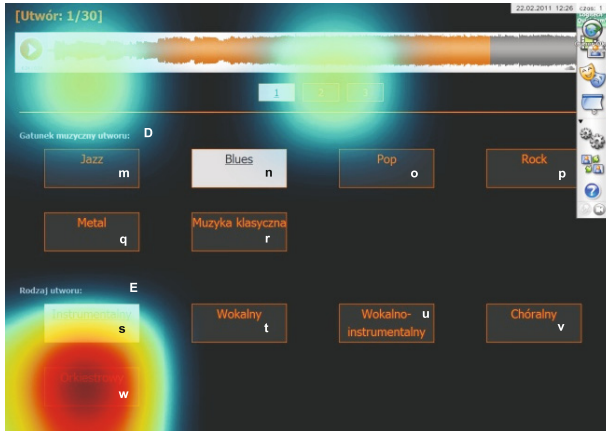 22.02.2011 12:26 czas: 1
[Utwór: 1/30]
1 2 3
Gatunek muzyczny utworu: D
Jazz Blues Pop Rock
m n o p
Metal Muzyka klasyczna
q r
Rodzaj utworu: E
Instrumentalny Wokalny Wokalno- u Chóralny
s t instrumentalny v
Orkiestrowy
w